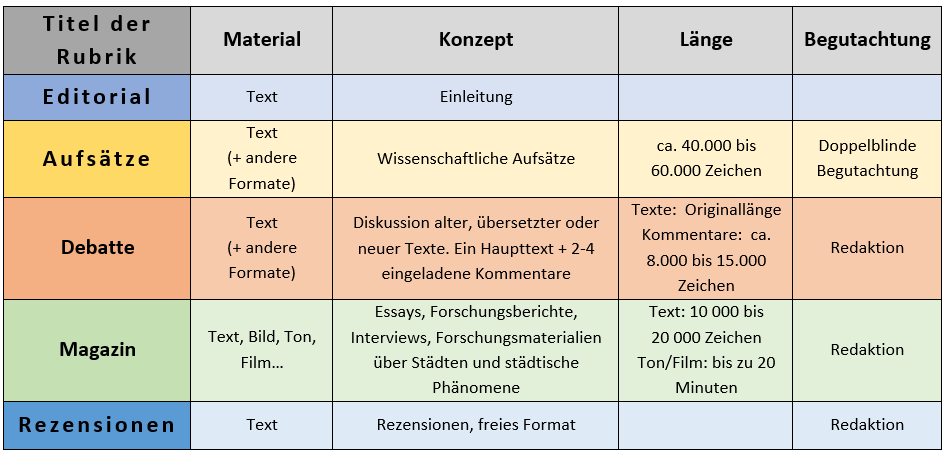 Titel der
Rubrik
Material
Konzept
Länge
Begutachtung
Editorial
Text
Einleitung
Aufsätze
Text
(+ andere
Formate)
Wissenschaftliche Aufsätze
ca. 40.000 bis
60.000 Zeichen
Doppelblinde
Begutachtung
Debatte
Text
(+ andere
Formate)
Diskussion alter, übersetzter oder
neuer Texte. Ein Haupttext + 2-4
eingeladene Kommentare
Texte: Originallänge
Kommentare: ca.
8.000 bis 15.000
Zeichen
Redaktion
Magazin
Text, Bild, Ton,
Film...
Essays, Forschungsberichte,
Interviews, Forschungsmaterialien
über Städten und städtische
Phänomene
Text: 10 000 bis
20 000 Zeichen
Ton/Film: bis zu 20
Minuten
Redaktion
Rezensionen
Text
Rezensionen, freies Format
Redaktion